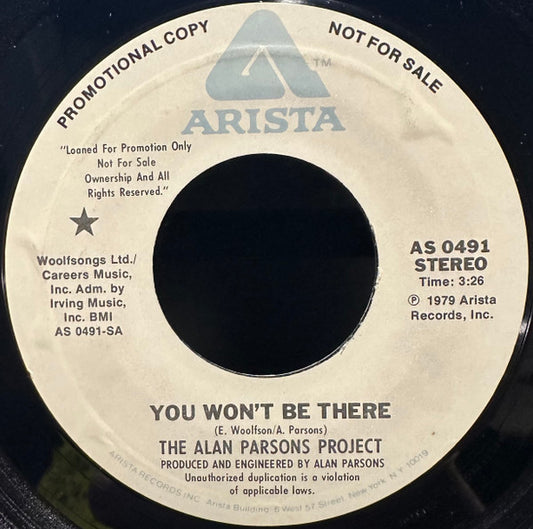 PROMOTIONAL COPY
NOT FOR SALE
TM
ARISTA
"Loaned For Promotion Only
Not For Sale
Ownership And All
Rights Reserved."
Woolfsongs Ltd./
Careers Music,
Inc. Adm. by
Irving Music,
Inc. BMI
AS 0491-SA
AS 0491
STEREO
Time: 3:26
℗ 1979 Arista
Records, Inc.
YOU WON'T BE THERE
(E. Woolfson/A. Parsons)
THE ALAN PARSONS PROJECT
PRODUCED AND ENGINEERED BY ALAN PARSONS
Unauthorized duplication is a violation
of applicable laws.
ARISTA RECORDS INC. Arista Building 6 West 57 Street, New York, N.Y. 10019